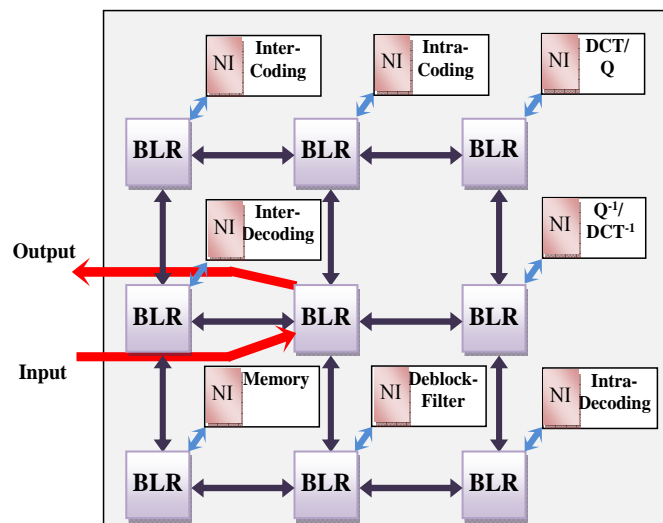 NI Inter-
Coding
NI Intra-
Coding
NI DCT/
Q
BLR BLR BLR
NI Inter-
Decoding
NI Q⁻¹/
DCT⁻¹
Output
BLR BLR BLR
Input
NI Memory
NI Deblock-
Filter
NI Intra-
Decoding
BLR BLR BLR